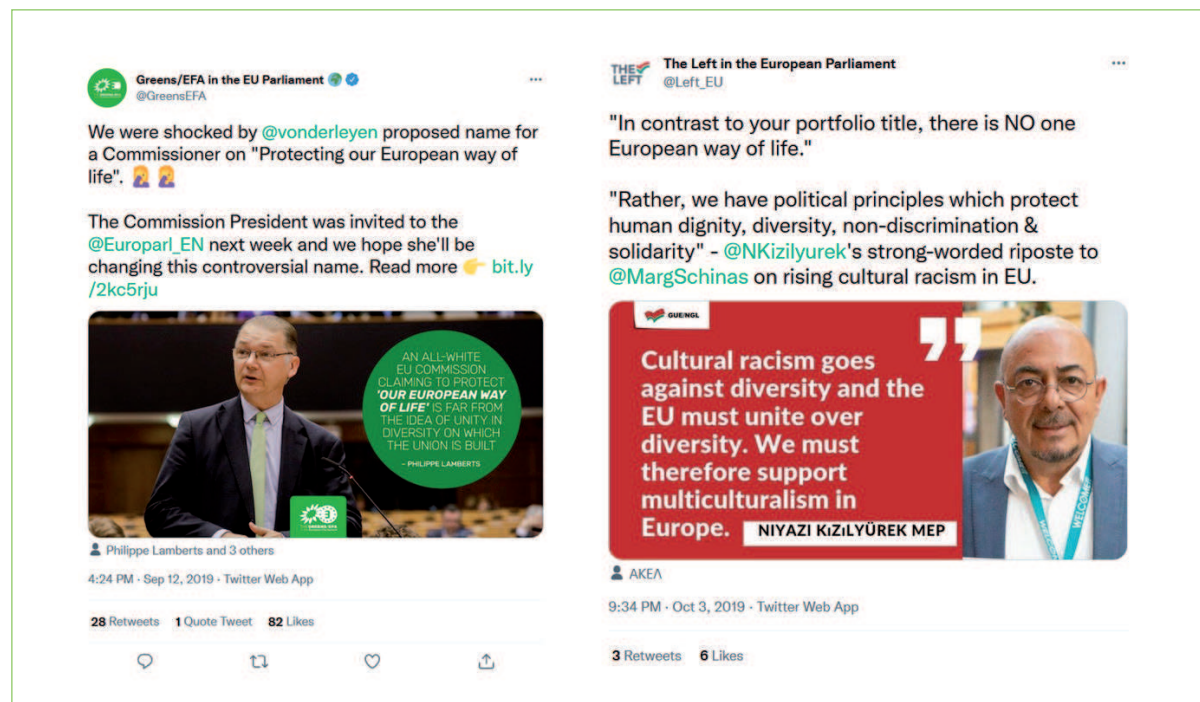 Greens/EFA in the EU Parliament
@GreensEFA
We were shocked by @vonderleyen proposed name for
a Commissioner on "Protecting our European way of
life".
The Commission President was invited to the
@Europarl_EN next week and we hope she'll be
changing this controversial name. Read more bit.ly
/2kc5rju
AN ALL-WHITE
EU COMMISSION
CLAIMING TO PROTECT
'OUR EUROPEAN WAY
OF LIFE' IS FAR FROM
THE IDEA OF UNITY IN
DIVERSITY ON WHICH
THE UNION IS BUILT
– PHILIPPE LAMBERTS
Philippe Lamberts and 3 others
4:24 PM · Sep 12, 2019 · Twitter Web App
28 Retweets 1 Quote Tweet 82 Likes
THE LEFT
The Left in the European Parliament
@Left_EU
"In contrast to your portfolio title, there is NO one
European way of life."
"Rather, we have political principles which protect
human dignity, diversity, non-discrimination &
solidarity" - @NKizilyurek's strong-worded riposte to
@MargSchinas on rising cultural racism in EU.
GUE/NGL
Cultural racism goes
against diversity and the
EU must unite over
diversity. We must
therefore support
multiculturalism in
Europe.
NIYAZI KıZıLYÜREK MEP
WELCOME
ΑΚΕΛ
9:34 PM · Oct 3, 2019 · Twitter Web App
3 Retweets 6 Likes